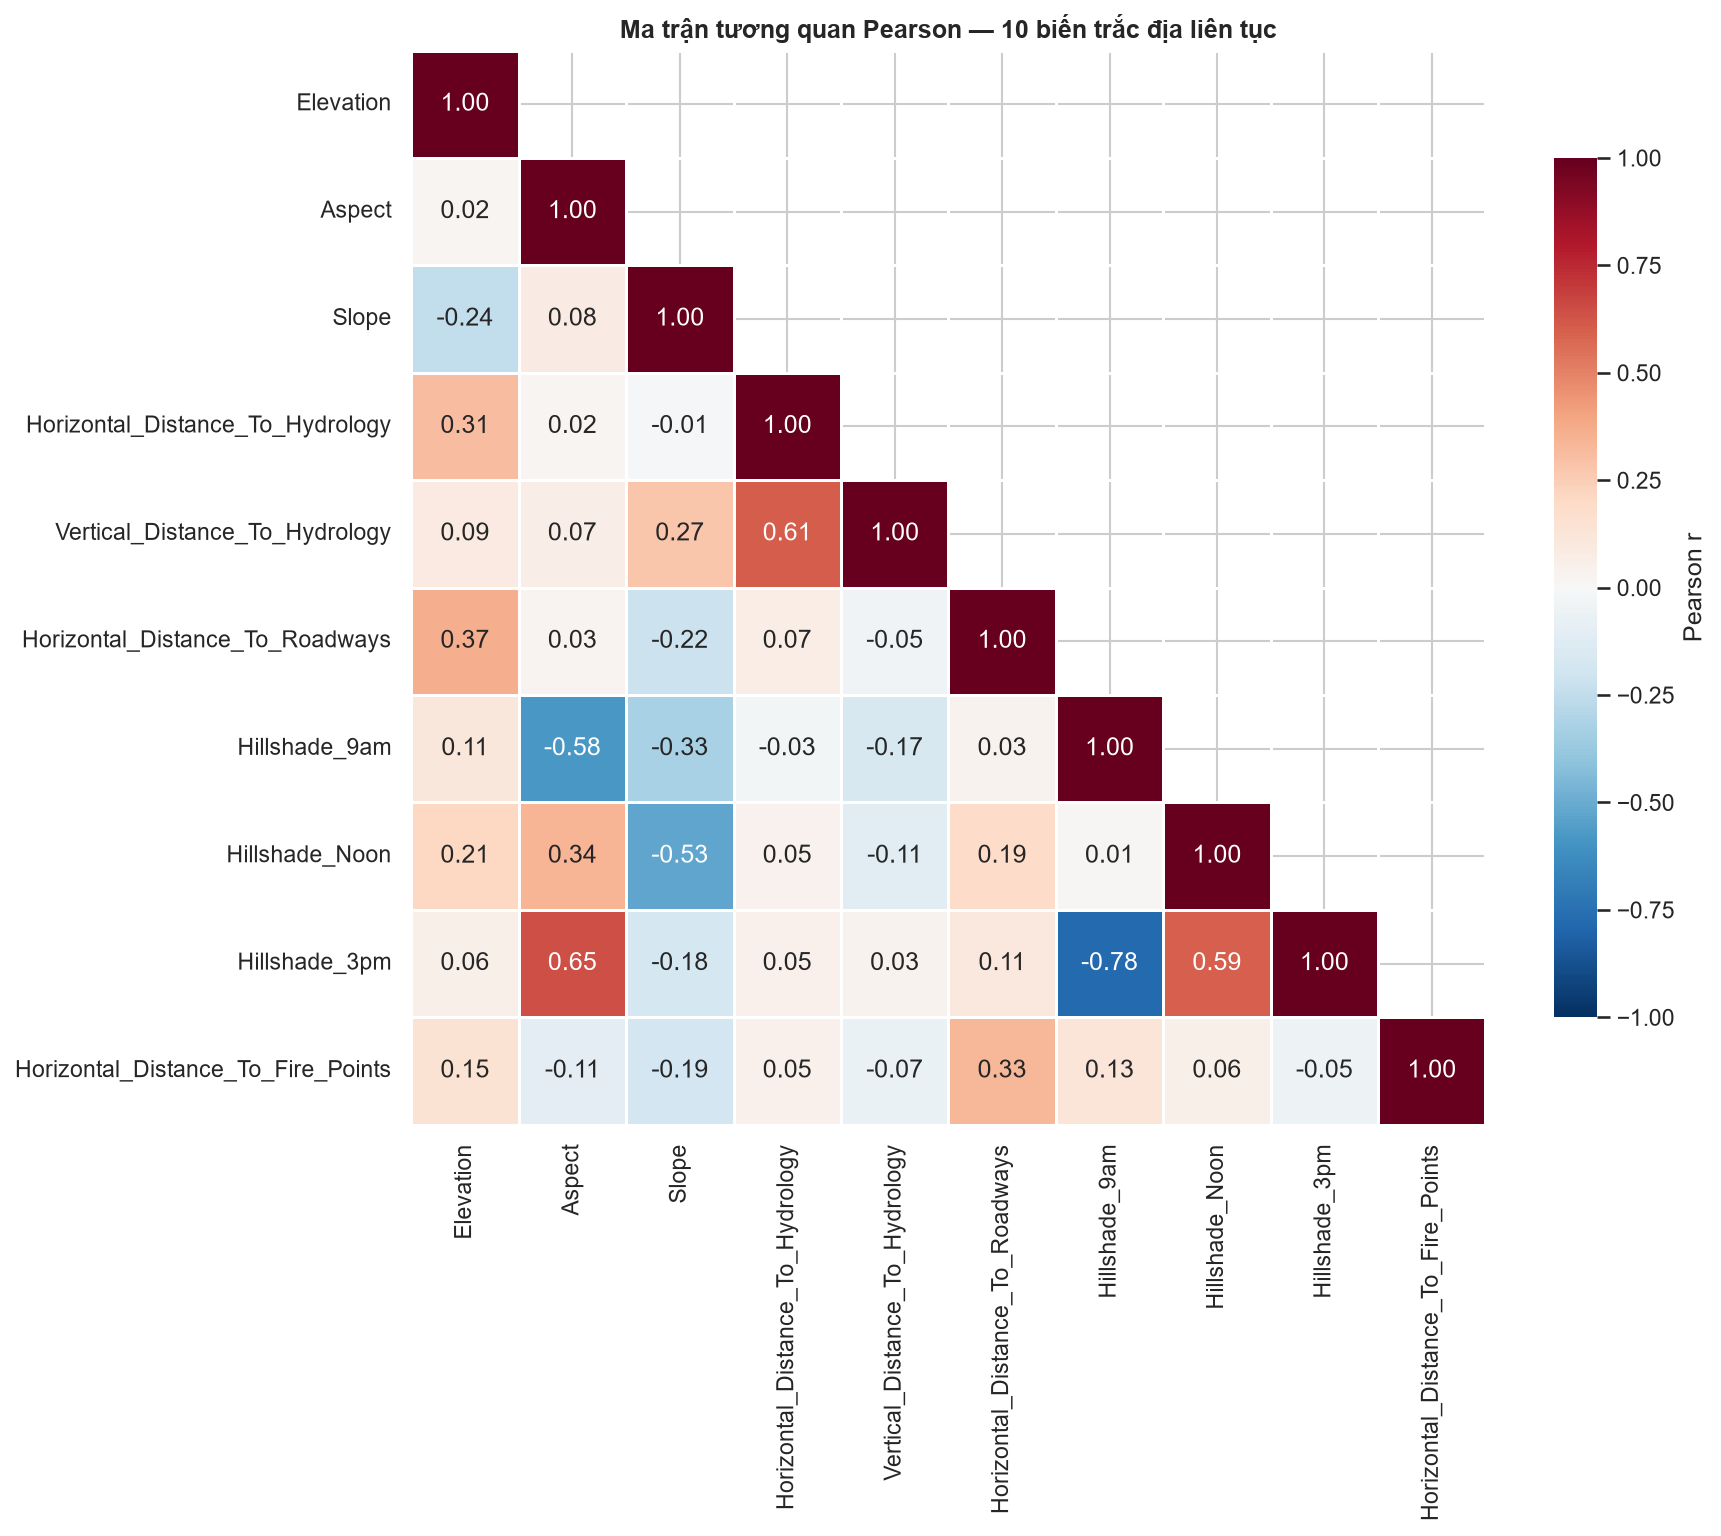 Ma trận tương quan Pearson — 10 biến trắc địa liên tục
Elevation 1.00
Aspect 0.02 1.00
Slope -0.24 0.08 1.00
Horizontal_Distance_To_Hydrology 0.31 0.02 -0.01 1.00
Vertical_Distance_To_Hydrology 0.09 0.07 0.27 0.61 1.00
Horizontal_Distance_To_Roadways 0.37 0.03 -0.22 0.07 -0.05 1.00
Hillshade_9am 0.11 -0.58 -0.33 -0.03 -0.17 0.03 1.00
Hillshade_Noon 0.21 0.34 -0.53 0.05 -0.11 0.19 0.01 1.00
Hillshade_3pm 0.06 0.65 -0.18 0.05 0.03 0.11 -0.78 0.59 1.00
Horizontal_Distance_To_Fire_Points 0.15 -0.11 -0.19 0.05 -0.07 0.33 0.13 0.06 -0.05 1.00
Elevation
Aspect
Slope
Horizontal_Distance_To_Hydrology
Vertical_Distance_To_Hydrology
Horizontal_Distance_To_Roadways
Hillshade_9am
Hillshade_Noon
Hillshade_3pm
Horizontal_Distance_To_Fire_Points
1.00
0.75
0.50
0.25
0.00
−0.25
−0.50
−0.75
−1.00
Pearson r